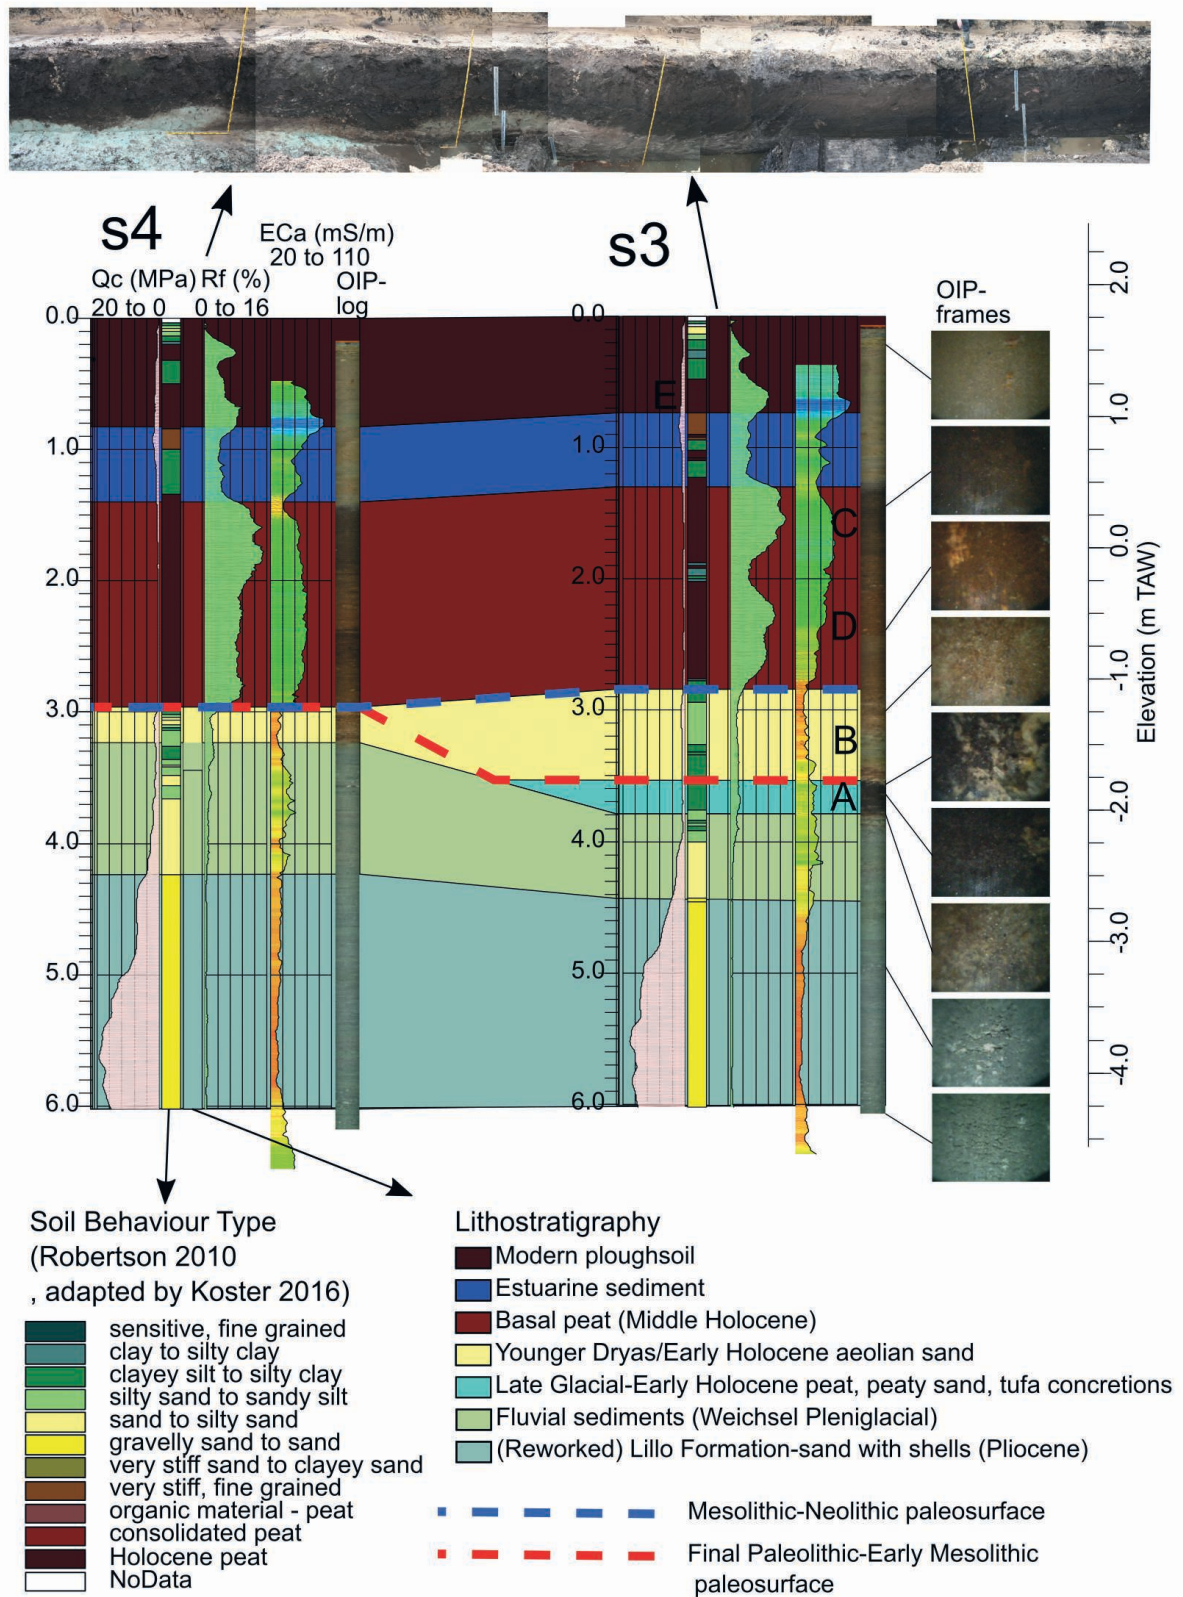 s4
s3
ECa (mS/m)
20 to 110
Qc (MPa) Rf (%)
20 to 0 0 to 16
OIP-
log
OIP-
frames
0.0
1.0
2.0
3.0
4.0
5.0
6.0
0.0
1.0
2.0
3.0
4.0
5.0
6.0
E
C
D
B
A
2.0
1.0
0.0
-1.0
-2.0
-3.0
-4.0
Elevation (m TAW)
Soil Behaviour Type
(Robertson 2010
, adapted by Koster 2016)
sensitive, fine grained
clay to silty clay
clayey silt to silty clay
silty sand to sandy silt
sand to silty sand
gravelly sand to sand
very stiff sand to clayey sand
very stiff, fine grained
organic material - peat
consolidated peat
Holocene peat
NoData
Lithostratigraphy
Modern ploughsoil
Estuarine sediment
Basal peat (Middle Holocene)
Younger Dryas/Early Holocene aeolian sand
Late Glacial-Early Holocene peat, peaty sand, tufa concretions
Fluvial sediments (Weichsel Pleniglacial)
(Reworked) Lillo Formation-sand with shells (Pliocene)
Mesolithic-Neolithic paleosurface
Final Paleolithic-Early Mesolithic
paleosurface